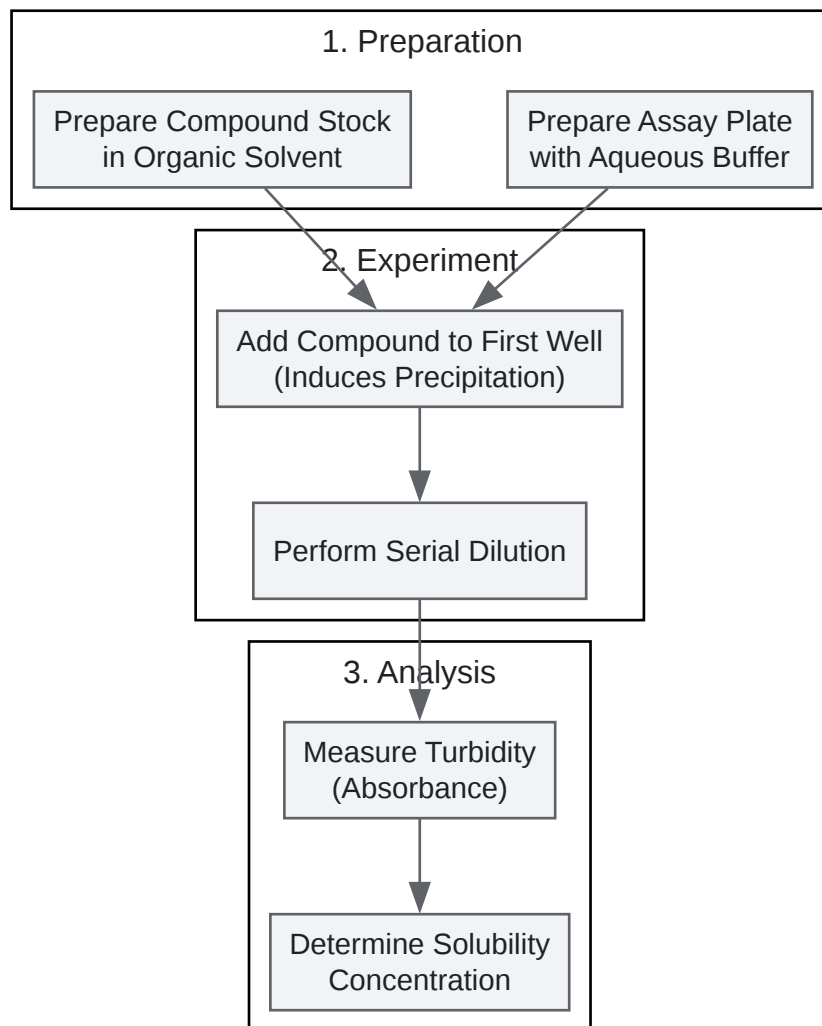 1. Preparation
Prepare Compound Stock
in Organic Solvent
Prepare Assay Plate
with Aqueous Buffer
2. Experiment
Add Compound to First Well
(Induces Precipitation)
Perform Serial Dilution
3. Analysis
Measure Turbidity
(Absorbance)
Determine Solubility
Concentration